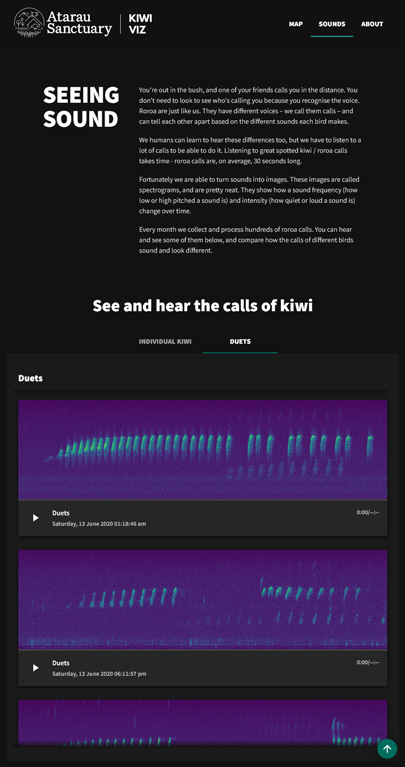 Atarau
Sanctuary
KIWI
VIZ
MAP
SOUNDS
ABOUT
SEEING
SOUND
You're out in the bush, and one of your friends calls you in the distance. You
don't need to look to see who's calling you because you recognise the voice.
Roroa are just like us. They have different voices – we call them calls – and
can tell each other apart based on the different sounds each bird makes.
We humans can learn to hear these differences too, but we have to listen to a
lot of calls to be able to do it. Listening to great spotted kiwi / roroa calls
takes time - roroa calls are, on average, 30 seconds long.
Fortunately we are able to turn sounds into images. These images are called
spectrograms, and are pretty neat. They show how a sound frequency (how
low or high pitched a sound is) and intensity (how quiet or loud a sound is)
change over time.
Every month we collect and process hundreds of roroa calls. You can hear
and see some of them below, and compare how the calls of different birds
sound and look different.
See and hear the calls of kiwi
INDIVIDUAL KIWI
DUETS
Duets
Duets
0:00/--:--
Saturday, 13 June 2020 01:18:46 am
Duets
0:00/--:--
Saturday, 13 June 2020 06:11:57 pm